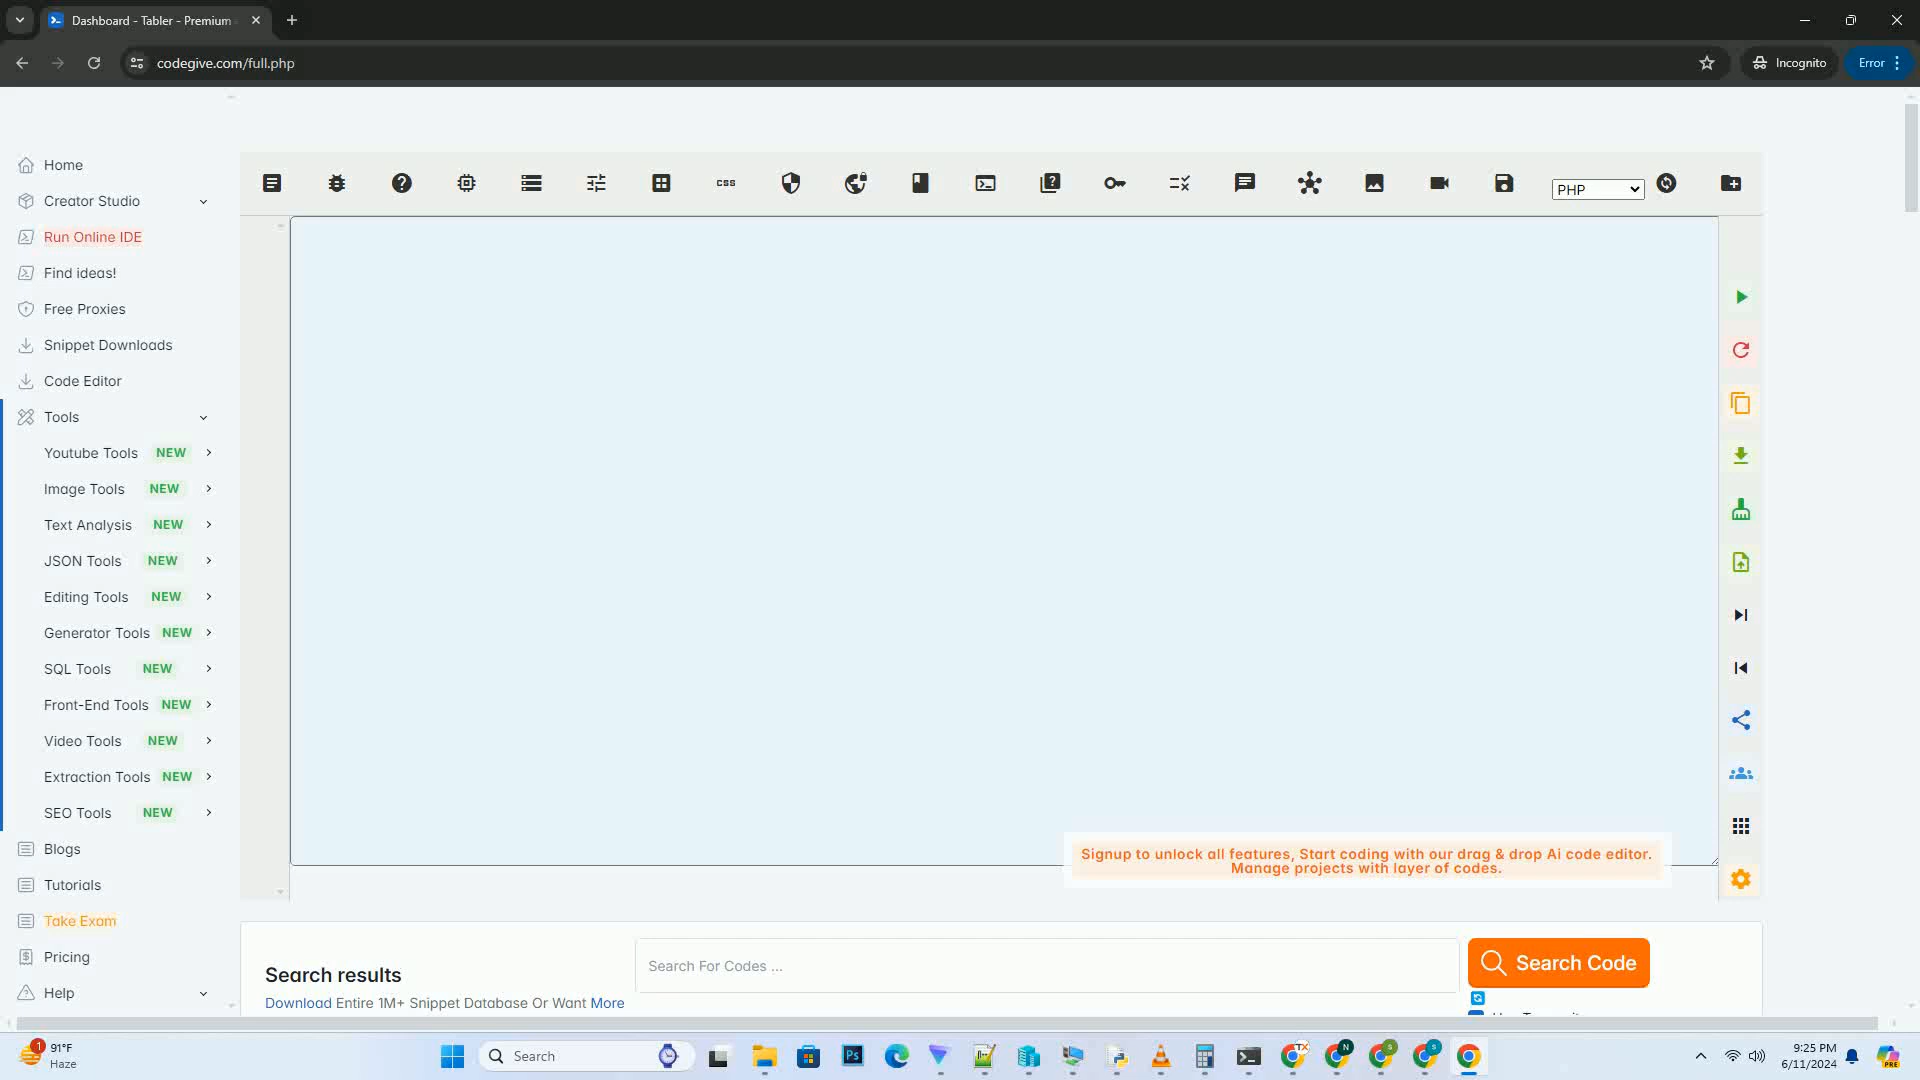 Dashboard - Tabler - Premium
codegive.com/full.php
Incognito
Error
Home
Creator Studio
Run Online IDE
Find ideas!
Free Proxies
Snippet Downloads
Code Editor
Tools
Youtube Tools NEW
Image Tools NEW
Text Analysis NEW
JSON Tools NEW
Editing Tools NEW
Generator Tools NEW
SQL Tools NEW
Front-End Tools NEW
Video Tools NEW
Extraction Tools NEW
SEO Tools NEW
Blogs
Tutorials
Take Exam
Pricing
Help
css
PHP
Signup to unlock all features, Start coding with our drag & drop Ai code editor.
Manage projects with layer of codes.
Search results
Download Entire 1M+ Snippet Database Or Want More
Search For Codes ...
Search Code
1
91°F
Haze
Search
Ps
TX
N
S
S
9:25 PM
6/11/2024
PRE